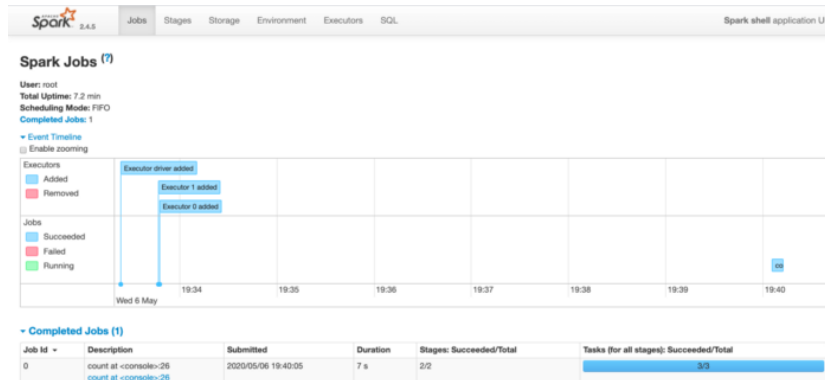 APACHE Spark 2.4.5 Jobs Stages Storage Environment Executors SQL Spark shell application U
Spark Jobs (?)
User: root
Total Uptime: 7.2 min
Scheduling Mode: FIFO
Completed Jobs: 1
Event Timeline
Enable zooming
Executors
Added
Removed
Executor driver added
Executor 1 added
Executor 0 added
Jobs
Succeeded
Failed
Running
co
19:34 19:35 19:36 19:37 19:38 19:39 19:40
Wed 6 May
Completed Jobs (1)
Job Id Description Submitted Duration Stages: Succeeded/Total Tasks (for all stages): Succeeded/Total
0 count at <console>:26 2020/05/06 19:40:05 7 s 2/2 3/3
count at <console>:26